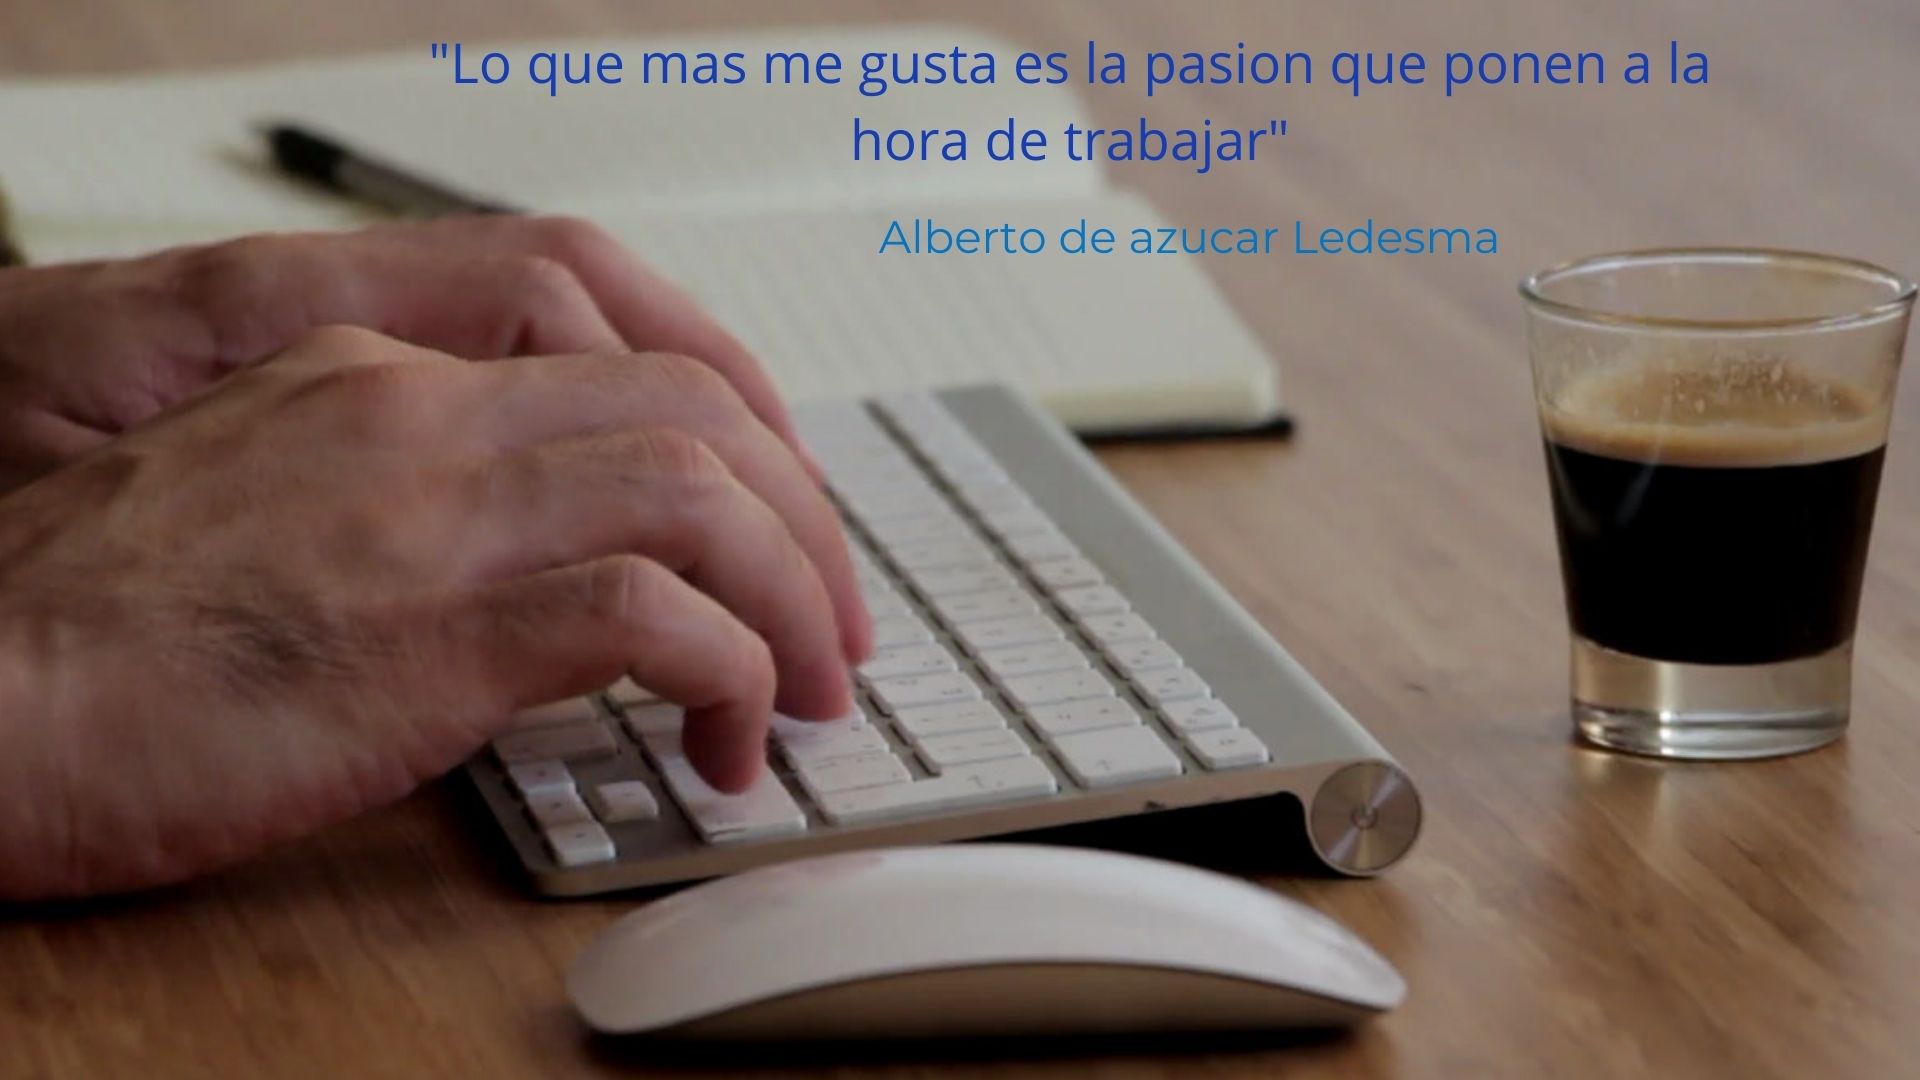 "Lo que mas me gusta es la pasion que ponen a la
hora de trabajar"
Alberto de azucar Ledesma